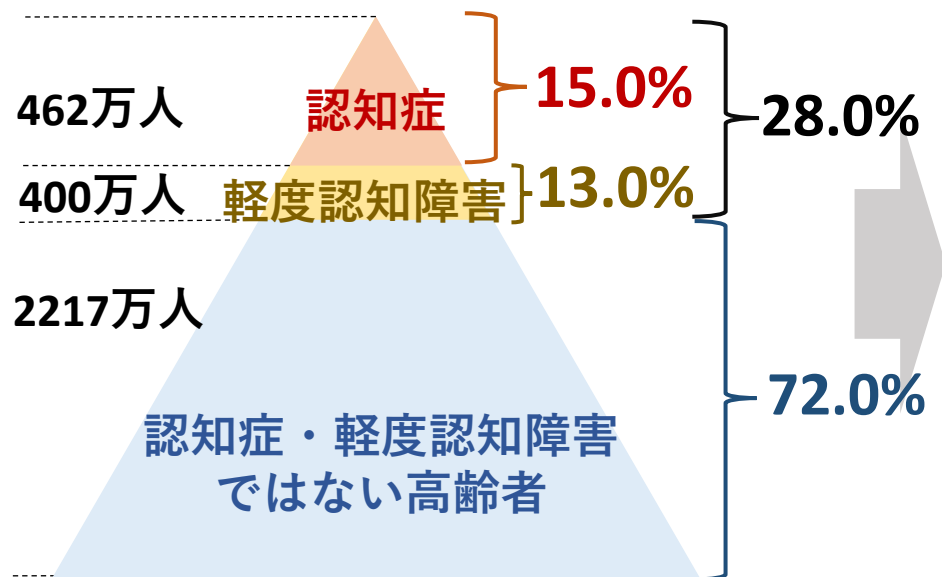 462万人
認知症
15.0%
28.0%
400万人
軽度認知障害
13.0%
2217万人
72.0%
認知症・軽度認知障害
ではない高齢者